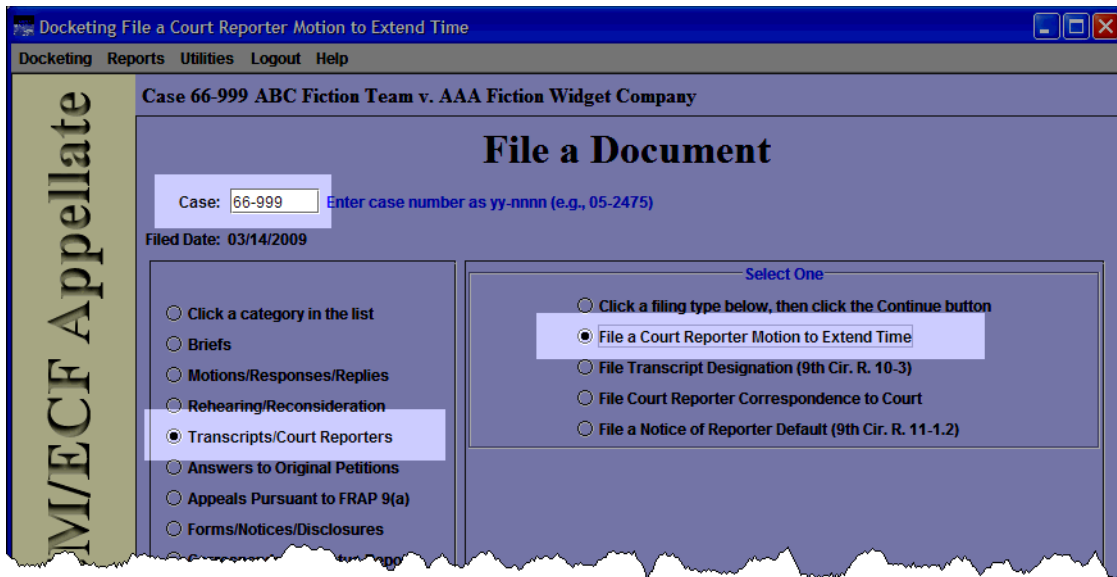 Docketing File a Court Reporter Motion to Extend Time
Docketing Reports Utilities Logout Help
M/ECF Appellate
Case 66-999 ABC Fiction Team v. AAA Fiction Widget Company
File a Document
Case: 66-999 Enter case number as yy-nnnn (e.g., 05-2475)
Filed Date: 03/14/2009
Click a category in the list
Briefs
Motions/Responses/Replies
Rehearing/Reconsideration
Transcripts/Court Reporters
Answers to Original Petitions
Appeals Pursuant to FRAP 9(a)
Forms/Notices/Disclosures
Select One
Click a filing type below, then click the Continue button
File a Court Reporter Motion to Extend Time
File Transcript Designation (9th Cir. R. 10-3)
File Court Reporter Correspondence to Court
File a Notice of Reporter Default (9th Cir. R. 11-1.2)